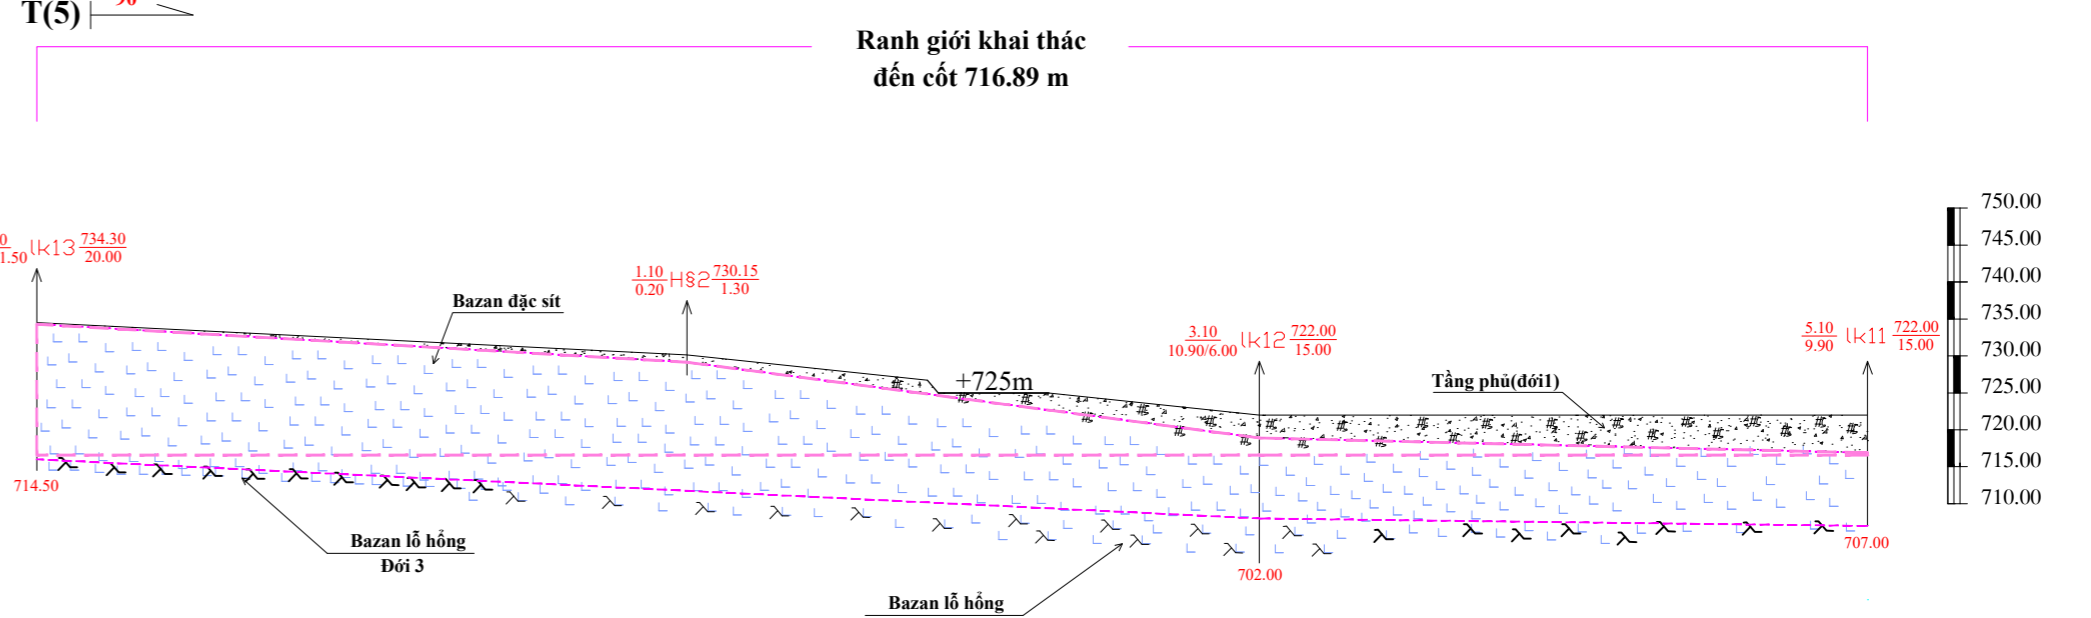 T(5)
90
Ranh giới khai thác
đến cốt 716.89 m
750.00
745.00
740.00
735.00
730.00
725.00
720.00
715.00
710.00
0
1.50
lk13
734.30
20.00
1.10
0.20
H§2
730.15
1.30
Bazan đặc sít
3.10
10.90/6.00
lk12
722.00
15.00
5.10
9.90
lk11
722.00
15.00
+725m
Tầng phủ(đới1)
714.50
Bazan lỗ hổng
Đới 3
707.00
702.00
Bazan lỗ hổng